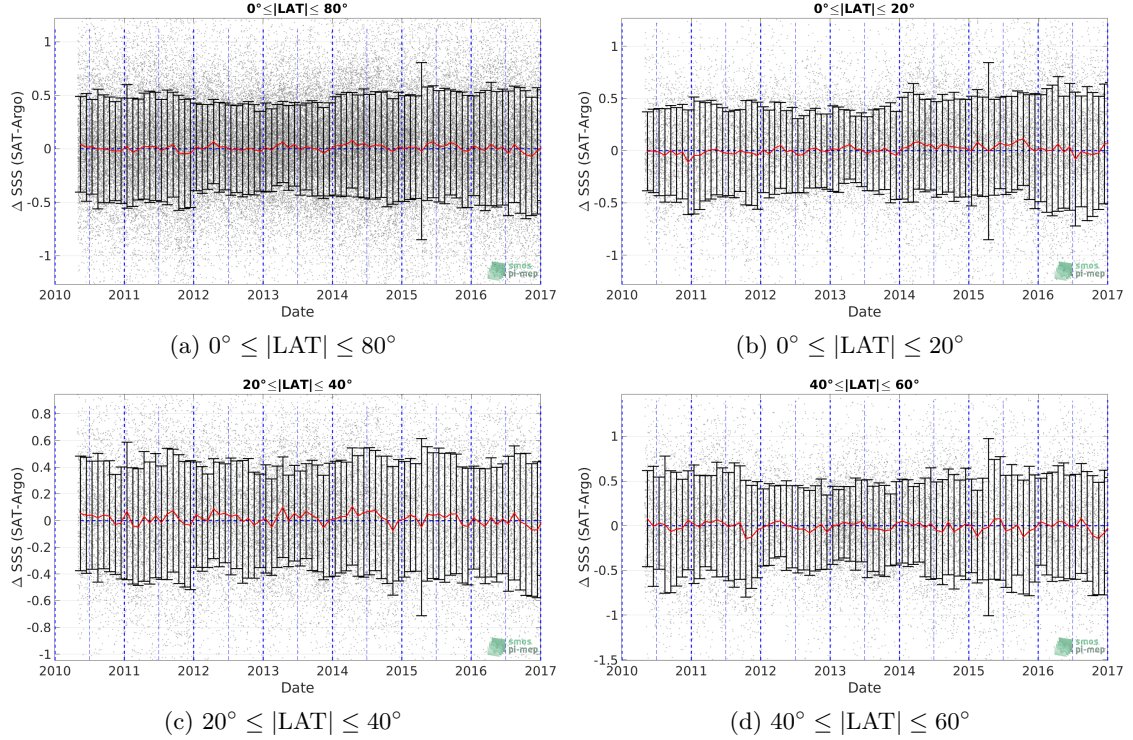 0°≤|LAT|≤ 80°
1
0.5
0
-0.5
-1
Δ SSS (SAT-Argo)
2010 2011 2012 2013 2014 2015 2016 2017
Date
smos
pi-mep
(a) 0° ≤ |LAT| ≤ 80°
0°≤|LAT|≤ 20°
1
0.5
0
-0.5
-1
Δ SSS (SAT-Argo)
2010 2011 2012 2013 2014 2015 2016 2017
Date
smos
pi-mep
(b) 0° ≤ |LAT| ≤ 20°
20°≤|LAT|≤ 40°
0.8
0.6
0.4
0.2
0
-0.2
-0.4
-0.6
-0.8
-1
Δ SSS (SAT-Argo)
2010 2011 2012 2013 2014 2015 2016 2017
Date
smos
pi-mep
(c) 20° ≤ |LAT| ≤ 40°
40°≤|LAT|≤ 60°
1
0.5
0
-0.5
-1
-1.5
Δ SSS (SAT-Argo)
2010 2011 2012 2013 2014 2015 2016 2017
Date
smos
pi-mep
(d) 40° ≤ |LAT| ≤ 60°